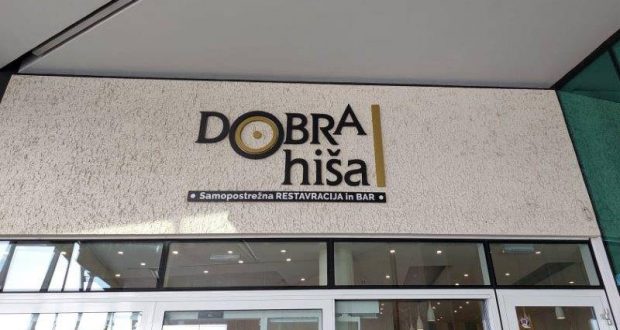 DOBRA
hiša
• Samopostrežna RESTAVRACIJA in BAR •